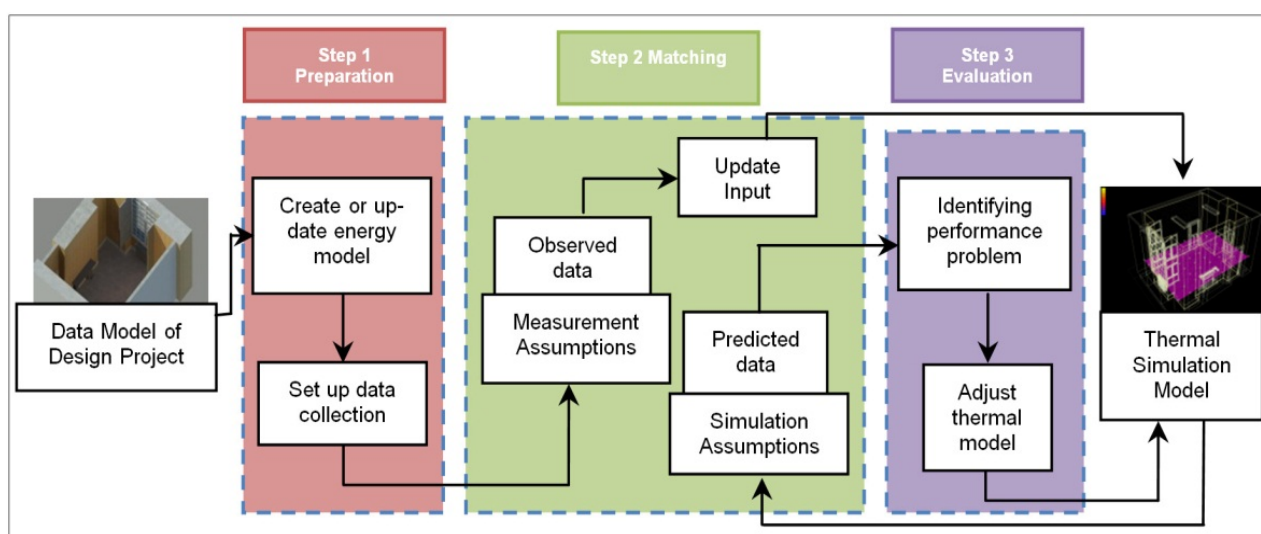 Step 1
Preparation
Step 2 Matching
Step 3
Evaluation
Data Model of
Design Project
Create or up-
date energy
model
Set up data
collection
Observed
data
Measurement
Assumptions
Update
Input
Predicted
data
Simulation
Assumptions
Identifying
performance
problem
Adjust
thermal
model
Thermal
Simulation
Model